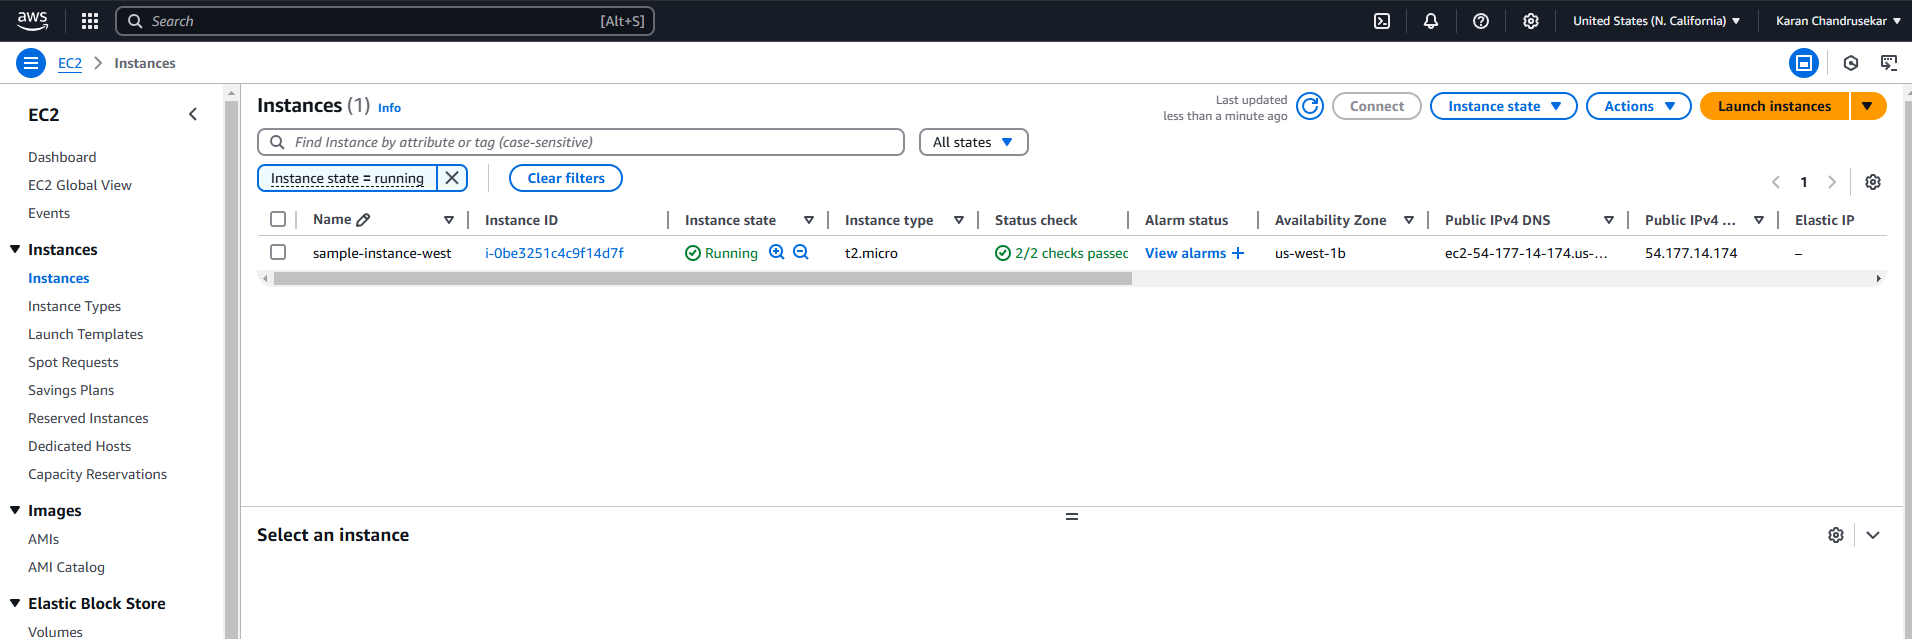 aws Search [Alt+S] United States (N. California) Karan Chandrusekar
EC2 Instances
EC2
Dashboard
EC2 Global View
Events
Instances
Instances
Instance Types
Launch Templates
Spot Requests
Savings Plans
Reserved Instances
Dedicated Hosts
Capacity Reservations
Images
AMIs
AMI Catalog
Elastic Block Store
Volumes
Instances (1) Info
Last updated
less than a minute ago
Connect Instance state Actions Launch instances
Find Instance by attribute or tag (case-sensitive) All states
Instance state = running Clear filters
1
Name Instance ID Instance state Instance type Status check Alarm status Availability Zone Public IPv4 DNS Public IPv4 ... Elastic IP
sample-instance-west i-0be3251c4c9f14d7f Running t2.micro 2/2 checks passec View alarms + us-west-1b ec2-54-177-14-174.us-... 54.177.14.174 –
Select an instance